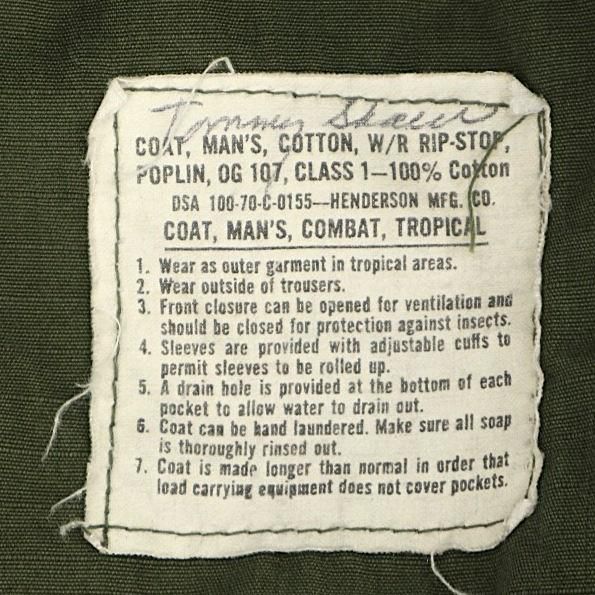 Tommy Shaw
COAT, MAN'S, COTTON, W/R RIP-STOP,
POPLIN, OG 107, CLASS 1—100% Cotton
DSA 100-70-C-0155—HENDERSON MFG. CO.
COAT, MAN'S, COMBAT, TROPICAL
1. Wear as outer garment in tropical areas.
2. Wear outside of trousers.
3. Front closure can be opened for ventilation and
should be closed for protection against insects.
4. Sleeves are provided with adjustable cuffs to
permit sleeves to be rolled up.
5. A drain hole is provided at the bottom of each
pocket to allow water to drain out.
6. Coat can be hand laundered. Make sure all soap
is thoroughly rinsed out.
7. Coat is made longer than normal in order that
load carrying equipment does not cover pockets.